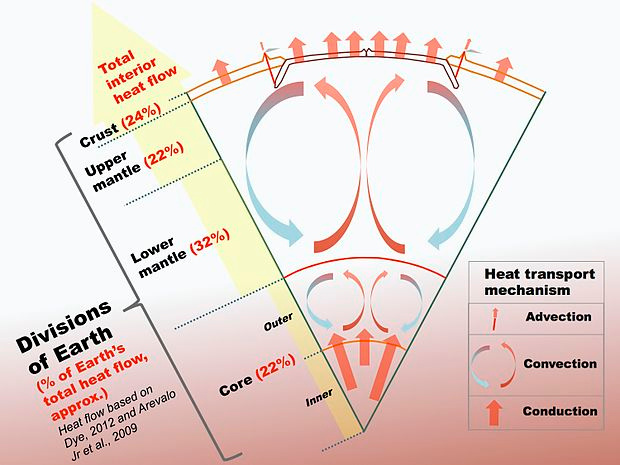 Total
interior
heat flow
Crust (24%)
Upper
mantle (22%)
Lower
mantle (32%)
Outer
Core (22%)
Inner
Divisions
of Earth
(% of Earth's
total heat flow,
approx.)
Heat flow based on
Dye, 2012 and Arevalo
Jr et al., 2009
Heat transport
mechanism
Advection
Convection
Conduction